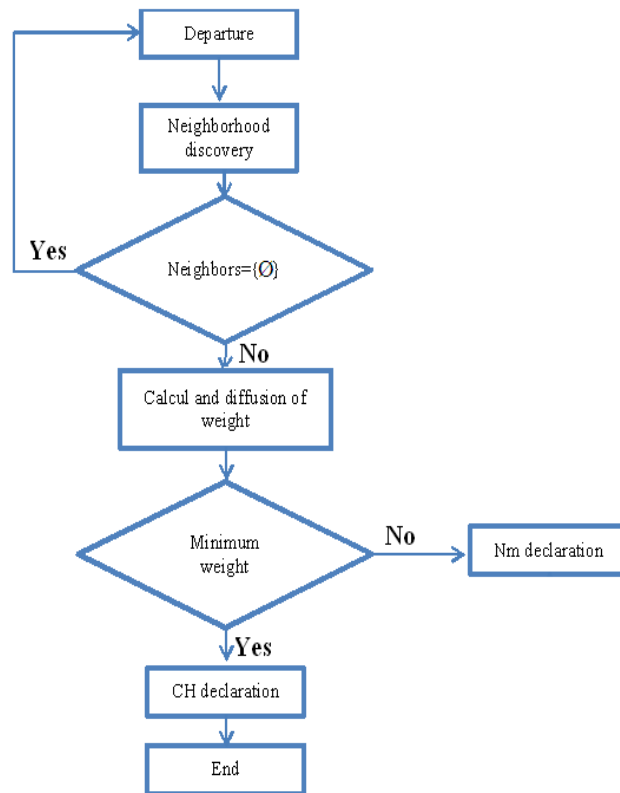 Departure
Neighborhood
discovery
Yes
Neighbors={Ø}
No
Calcul and diffusion of
weight
Minimum
weight
No
Nm declaration
Yes
CH declaration
End